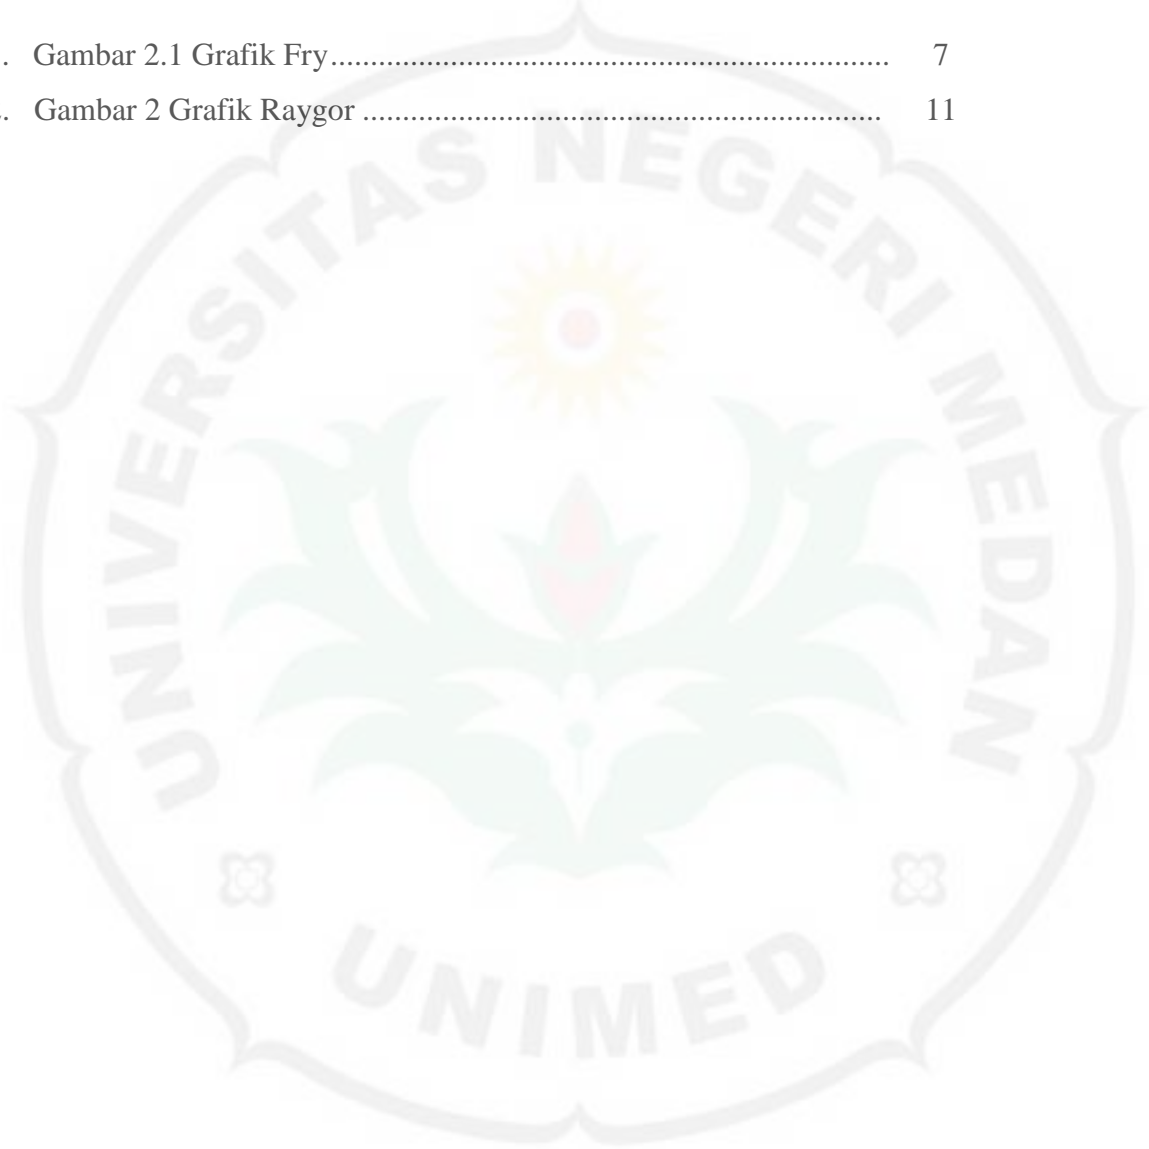 . Gambar 2.1 Grafik Fry...................................................................... 7
. Gambar 2 Grafik Raygor ................................................................. 11
UNIVERSITAS NEGERI MEDAN
UNIMED